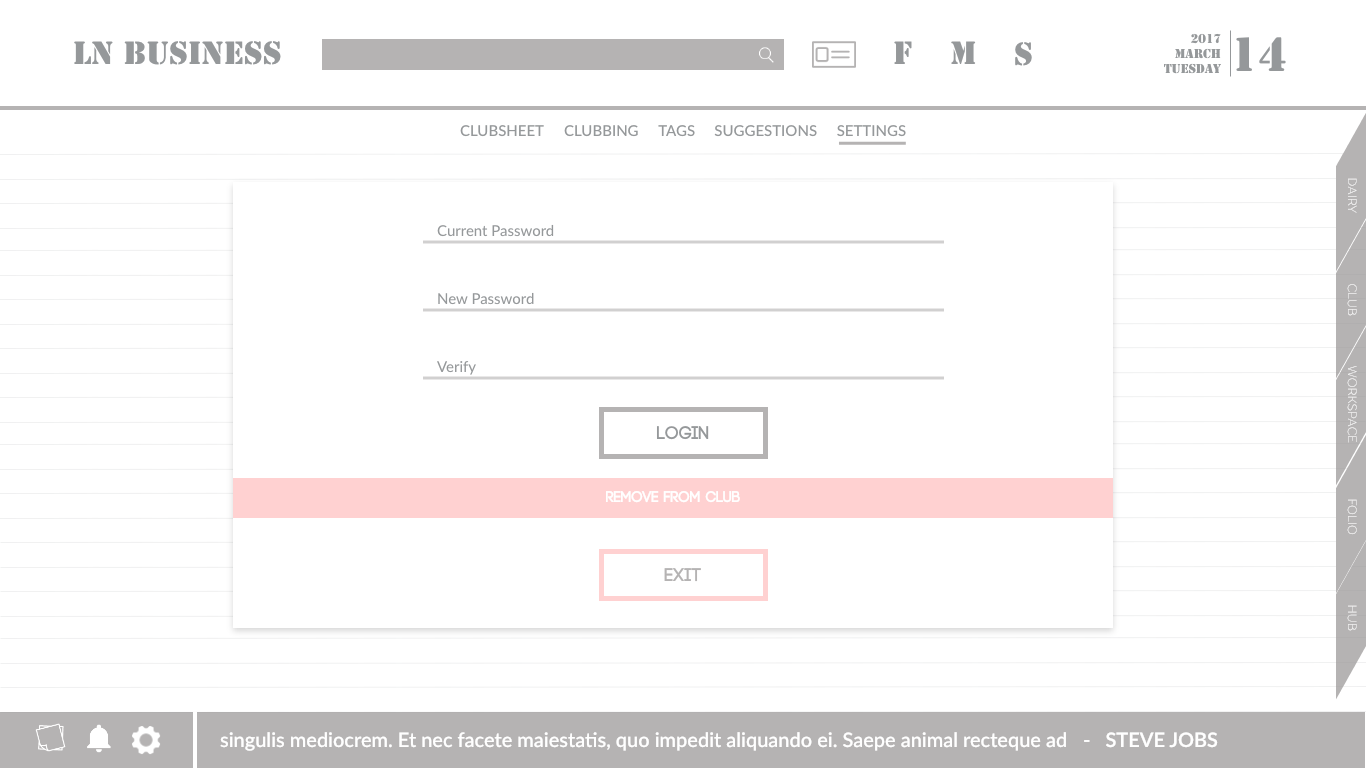 LN BUSINESS
F M S
2017
MARCH
TUESDAY
14
CLUBSHEET CLUBBING TAGS SUGGESTIONS SETTINGS
Current Password
New Password
Verify
LOGIN
REMOVE FROM CLUB
EXIT
DAIRY
CLUB
WORKSPACE
FOLIO
HUB
singulis mediocrem. Et nec facete maiestatis, quo impedit aliquando ei. Saepe animal recteque ad - STEVE JOBS